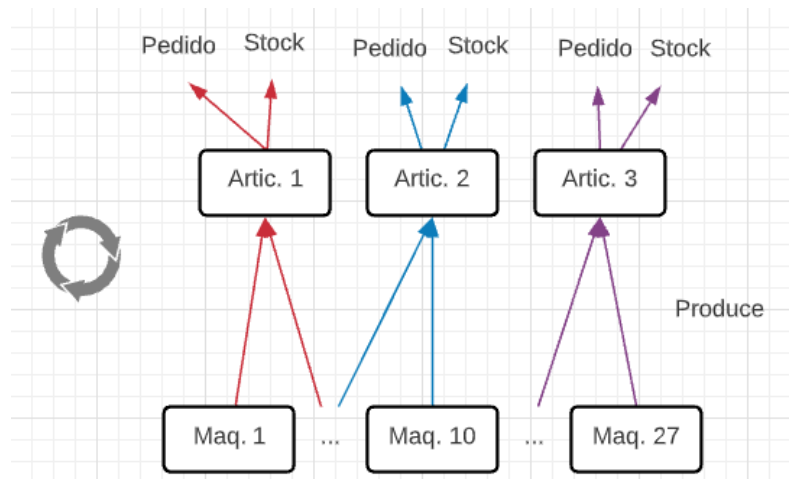 Pedido Stock Pedido Stock Pedido Stock
Artic. 1 Artic. 2 Artic. 3
Produce
Maq. 1 ... Maq. 10 ... Maq. 27